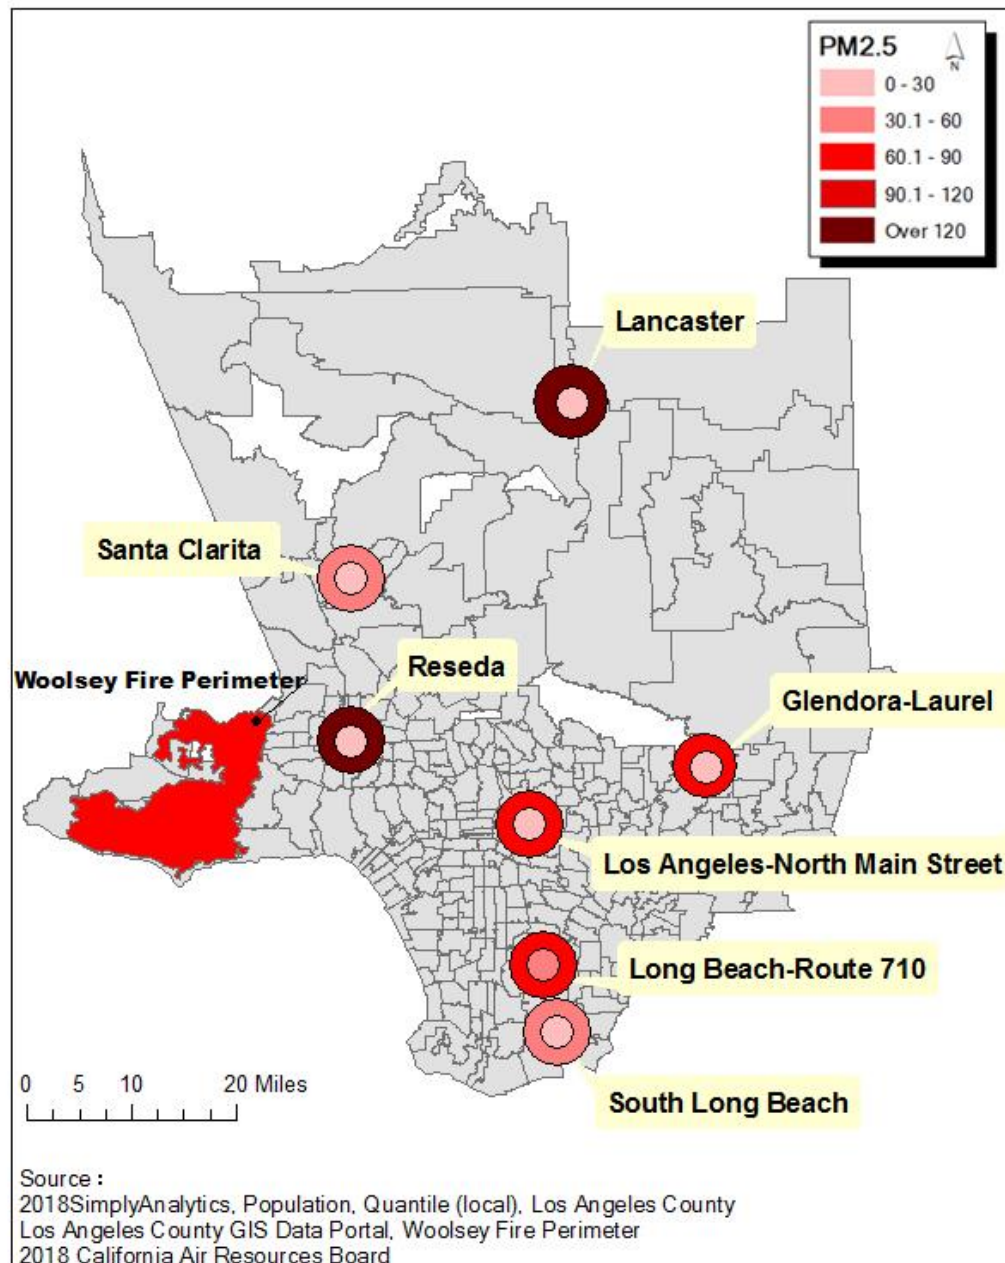 PM2.5
N
0 - 30
30.1 - 60
60.1 - 90
90.1 - 120
Over 120
Lancaster
Santa Clarita
Reseda
Woolsey Fire Perimeter
Glendora-Laurel
Los Angeles-North Main Street
Long Beach-Route 710
0 5 10 20 Miles
South Long Beach
Source :
2018SimplyAnalytics, Population, Quantile (local), Los Angeles County
Los Angeles County GIS Data Portal, Woolsey Fire Perimeter
2018 California Air Resources Board